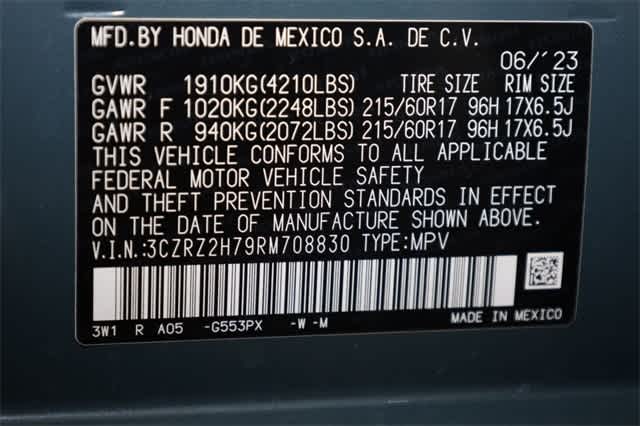 MFD.BY HONDA DE MEXICO S.A. DE C.V.
06/´23
GVWR 1910KG(4210LBS) TIRE SIZE RIM SIZE
GAWR F 1020KG(2248LBS) 215/60R17 96H 17X6.5J
GAWR R 940KG(2072LBS) 215/60R17 96H 17X6.5J
THIS VEHICLE CONFORMS TO ALL APPLICABLE
FEDERAL MOTOR VEHICLE SAFETY
AND THEFT PREVENTION STANDARDS IN EFFECT
ON THE DATE OF MANUFACTURE SHOWN ABOVE.
V.I.N.:3CZRZ2H79RM708830 TYPE:MPV
3W1 R A05 -G553PX -W -M MADE IN MEXICO